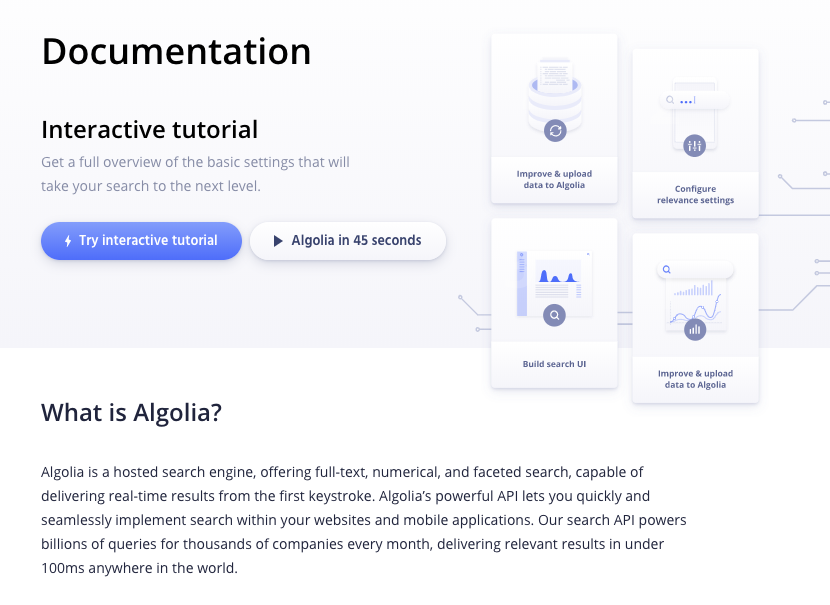 Documentation
Interactive tutorial
Get a full overview of the basic settings that will
take your search to the next level.
Try interactive tutorial
Algolia in 45 seconds
Improve & upload
data to Algolia
Configure
relevance settings
Build search UI
Improve & upload
data to Algolia
What is Algolia?
Algolia is a hosted search engine, offering full-text, numerical, and faceted search, capable of
delivering real-time results from the first keystroke. Algolia’s powerful API lets you quickly and
seamlessly implement search within your websites and mobile applications. Our search API powers
billions of queries for thousands of companies every month, delivering relevant results in under
100ms anywhere in the world.